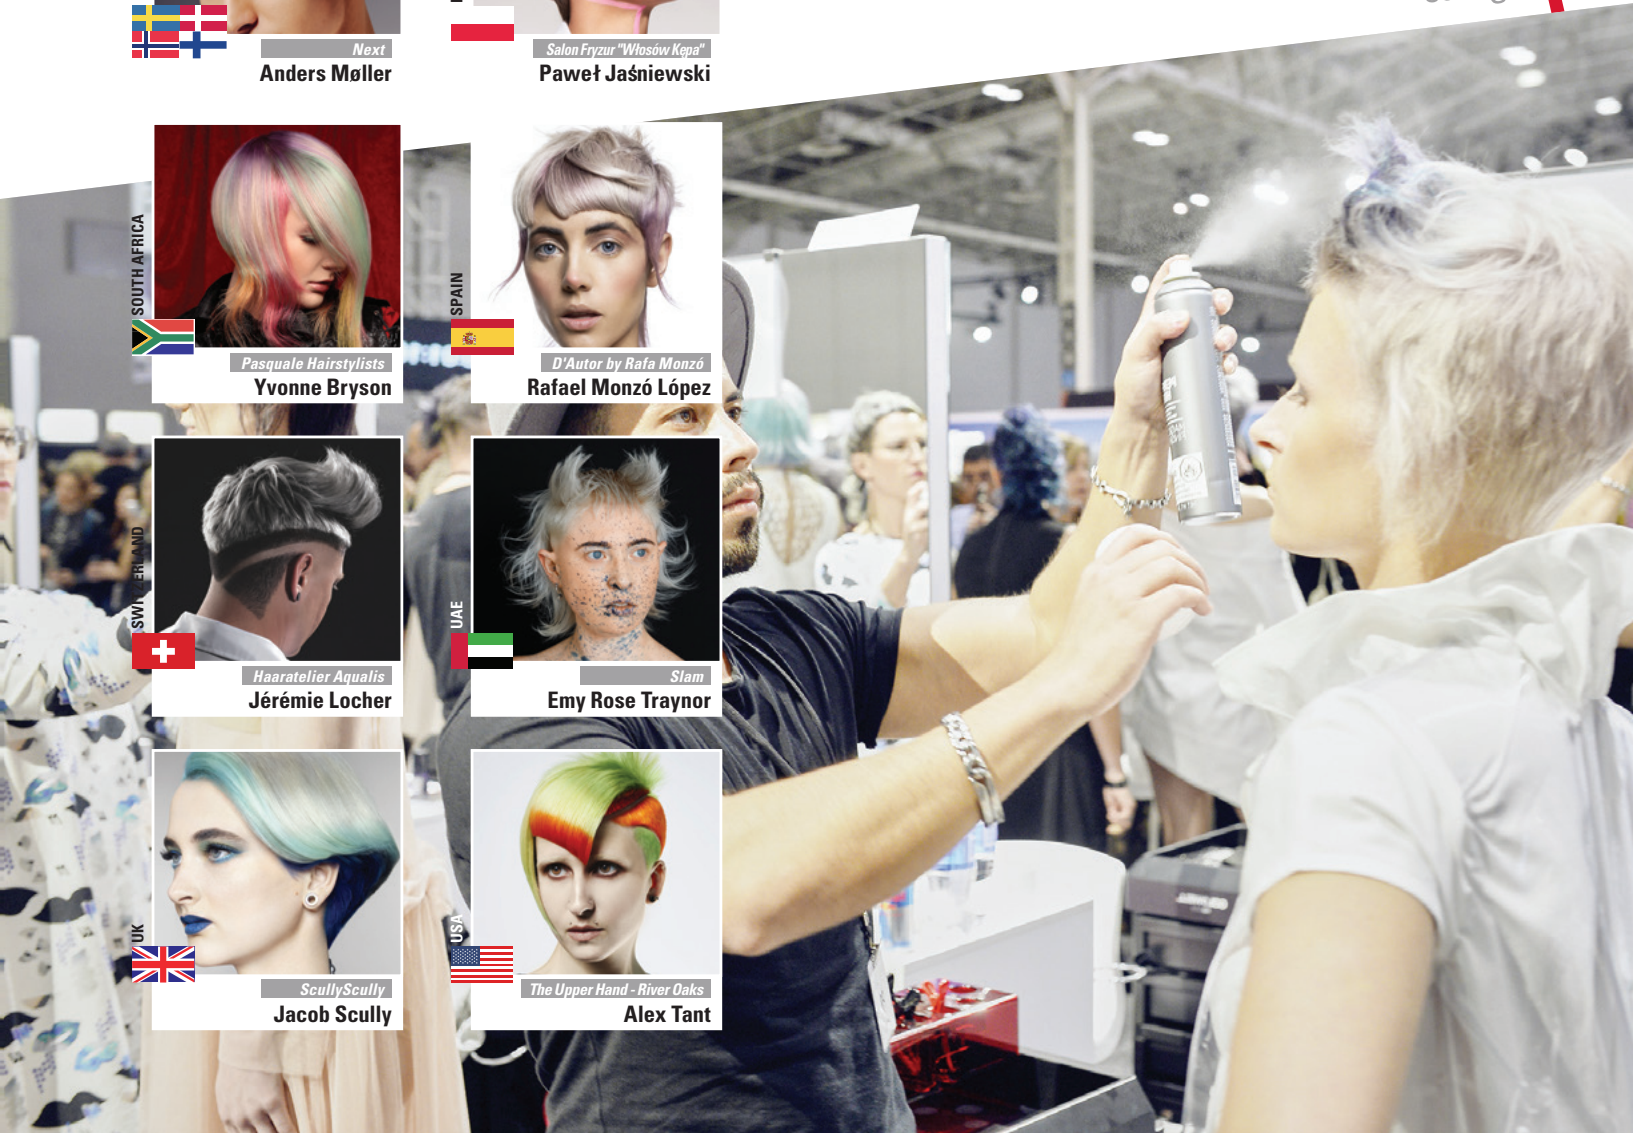 Next
Anders Møller
Salon Fryzur "Włosów Kępa"
Paweł Jaśniewski
SOUTH AFRICA
Pasquale Hairstylists
Yvonne Bryson
SPAIN
D'Autor by Rafa Monzó
Rafael Monzó López
SWITZERLAND
Haaratelier Aqualis
Jérémie Locher
UAE
Slam
Emy Rose Traynor
UK
ScullyScully
Jacob Scully
USA
The Upper Hand - River Oaks
Alex Tant